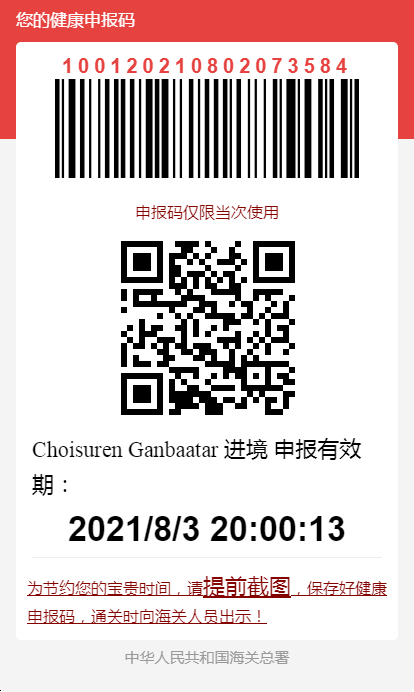 您的健康申报码
100120210802073584
申报码仅限当次使用
Choisuren Ganbaatar 进境 申报有效
期：
2021/8/3 20:00:13
为节约您的宝贵时间，请提前截图，保存好健康
申报码，通关时向海关人员出示！
中华人民共和国海关总署